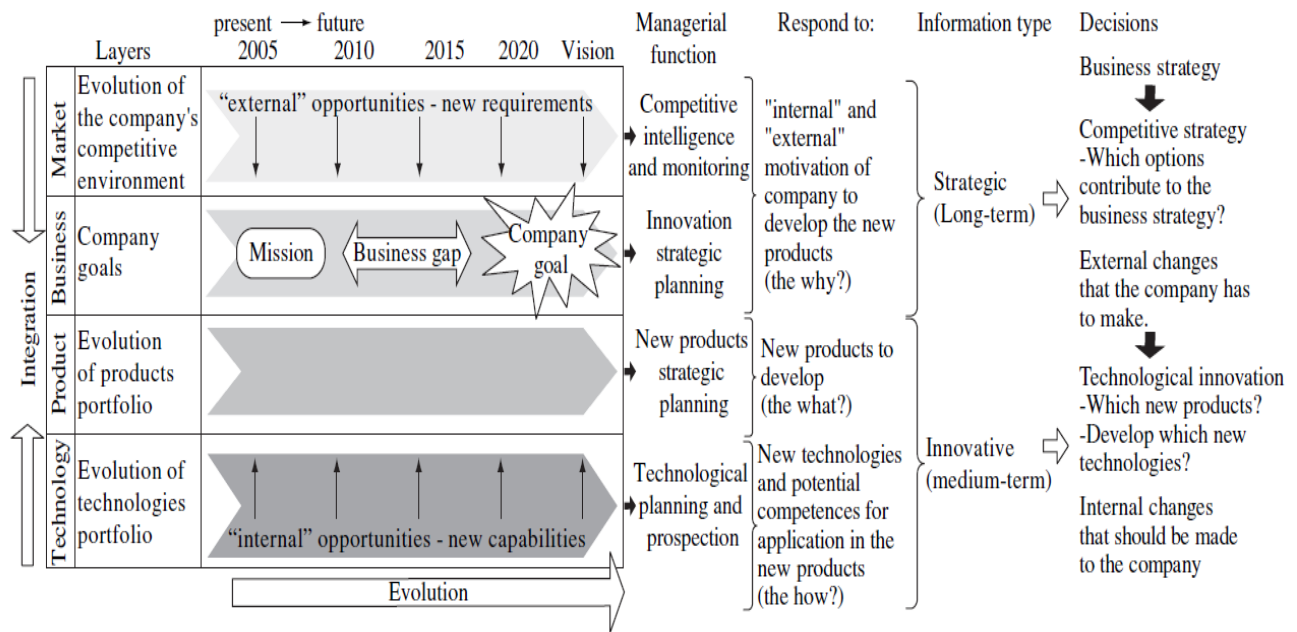 present → future
Layers
2005
2010
2015
2020
Vision
Managerial
function
Respond to:
Information type
Decisions
Integration
Market
Evolution of
the company's
competitive
environment
“external” opportunities - new requirements
Competitive
intelligence
and monitoring
Business
Company
goals
Mission
Business gap
Company
goal
Innovation
strategic
planning
"internal" and
"external"
motivation of
company to
develop the new
products
(the why?)
Product
Evolution
of products
portfolio
New products
strategic
planning
New products to
develop
(the what?)
Technology
Evolution of
technologies
portfolio
“internal” opportunities - new capabilities
Technological
planning and
prospection
New technologies
and potential
competences for
application in the
new products
(the how?)
Evolution
Strategic
(Long-term)
Innovative
(medium-term)
Business strategy
Competitive strategy
-Which options
contribute to the
business strategy?
External changes
that the company has
to make.
Technological innovation
-Which new products?
-Develop which new
technologies?
Internal changes
that should be made
to the company